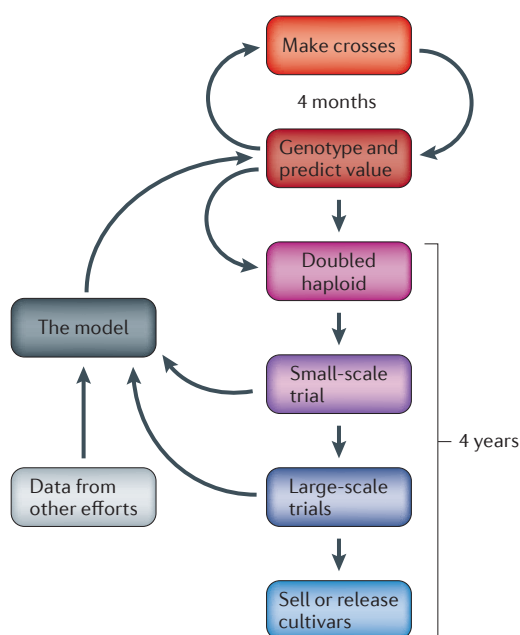 Make crosses
4 months
Genotype and
predict value
Doubled
haploid
The model
Small-scale
trial
4 years
Data from
other efforts
Large-scale
trials
Sell or release
cultivars